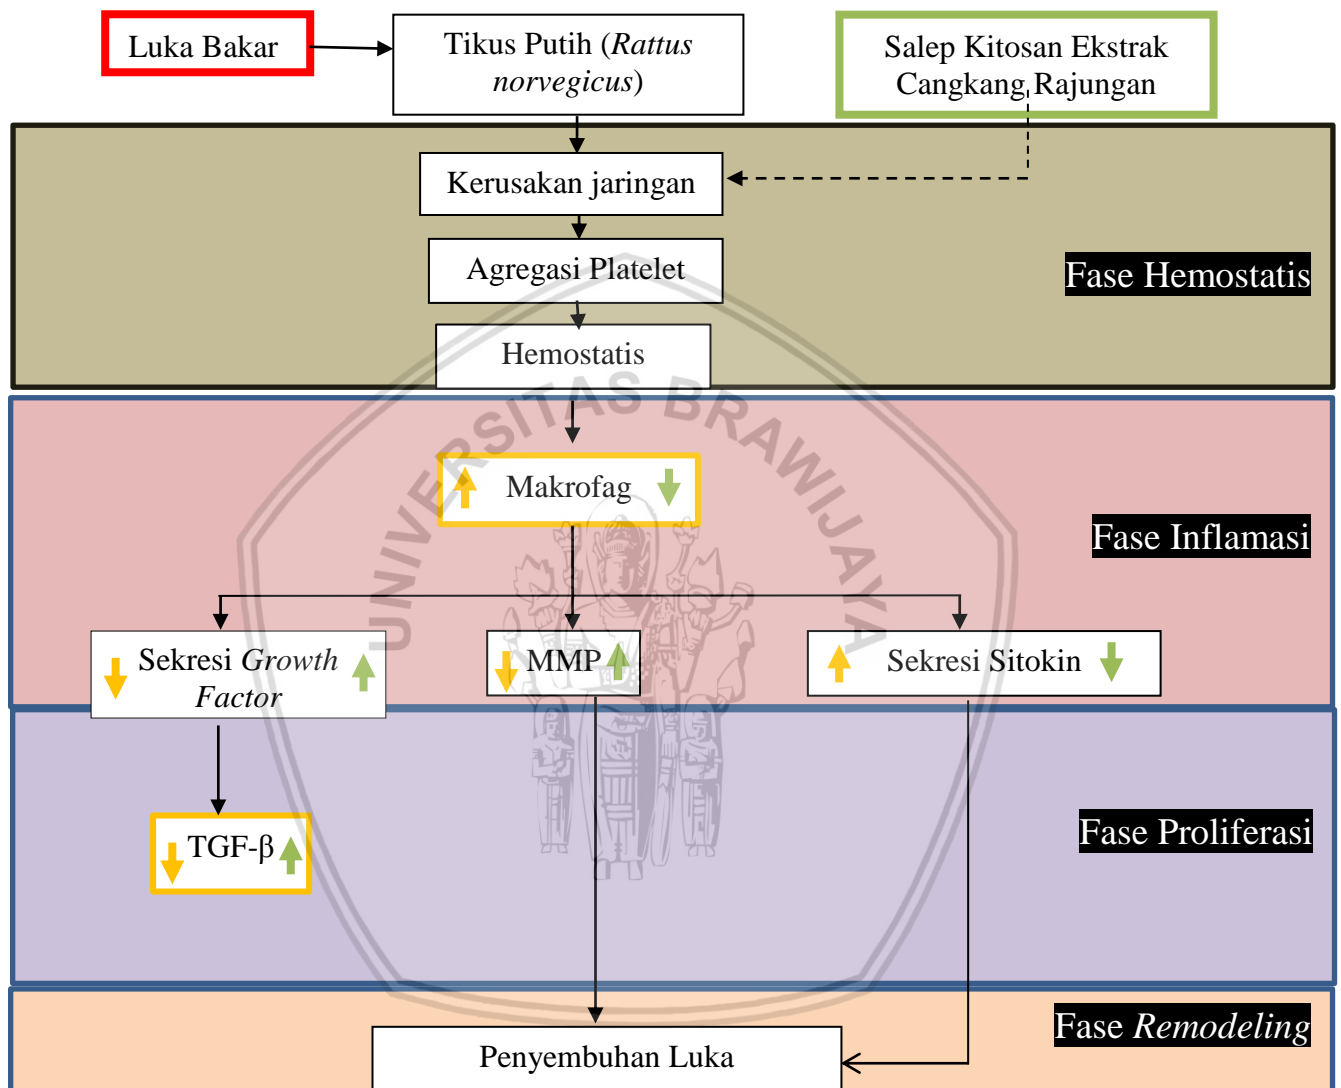 Luka Bakar
Tikus Putih (Rattus
norvegicus)
Salep Kitosan Ekstrak
Cangkang Rajungan
Kerusakan jaringan
Agregasi Platelet
Fase Hemostatis
Hemostatis
UNIVERSITAS BRAWIJAYA
Makrofag
Fase Inflamasi
Sekresi Growth
Factor
MMP
Sekresi Sitokin
TGF-β
Fase Proliferasi
Fase Remodeling
Penyembuhan Luka